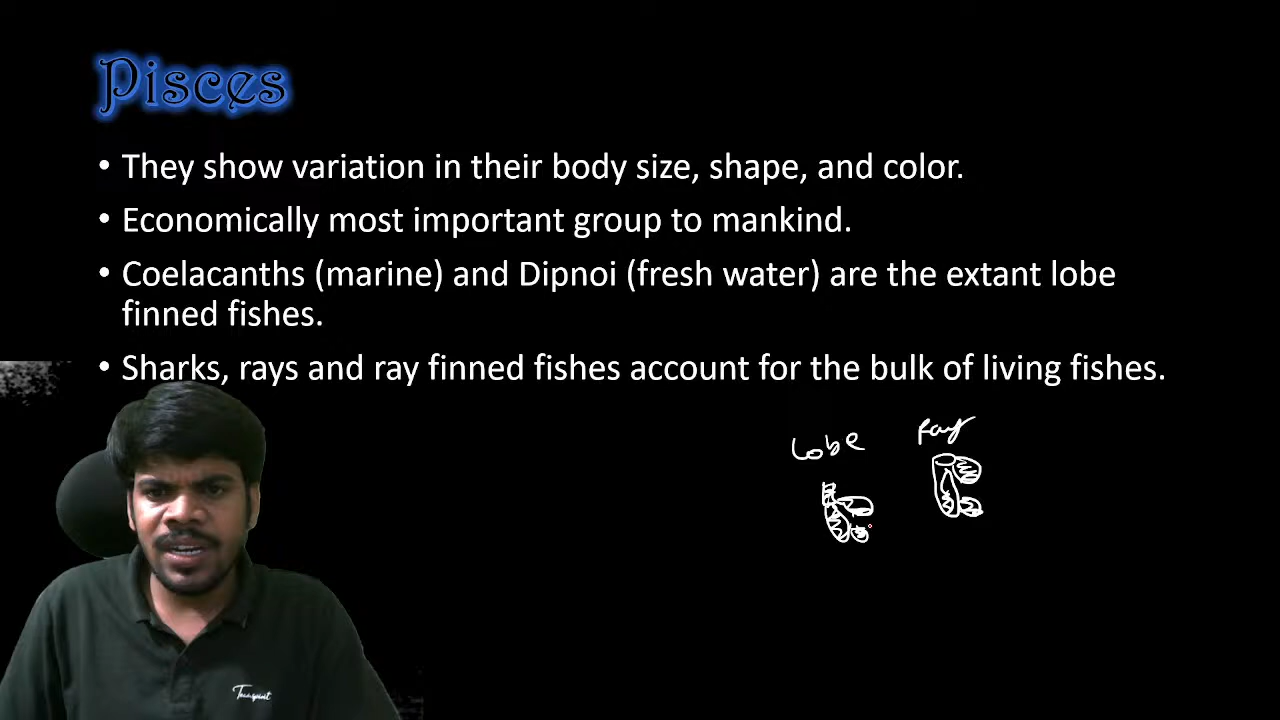 Pisces
• They show variation in their body size, shape, and color.
• Economically most important group to mankind.
• Coelacanths (marine) and Dipnoi (fresh water) are the extant lobe
finned fishes.
• Sharks, rays and ray finned fishes account for the bulk of living fishes.
Lobe
Ray